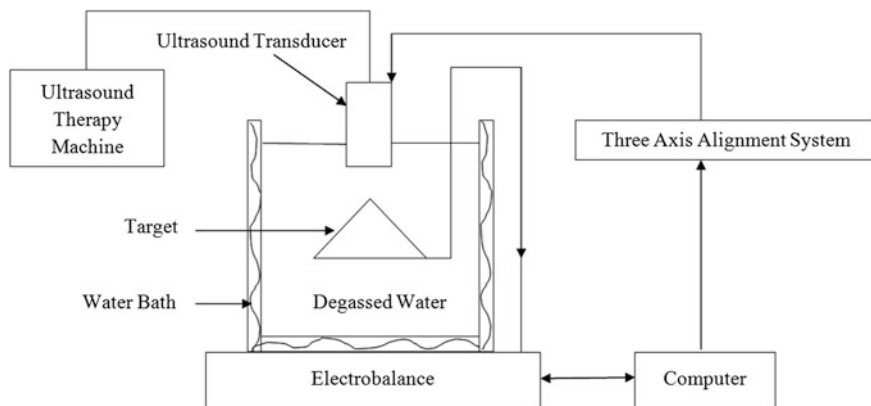 Ultrasound Transducer
Ultrasound
Therapy
Machine
Three Axis Alignment System
Target
Water Bath
Degassed Water
Electrobalance
Computer